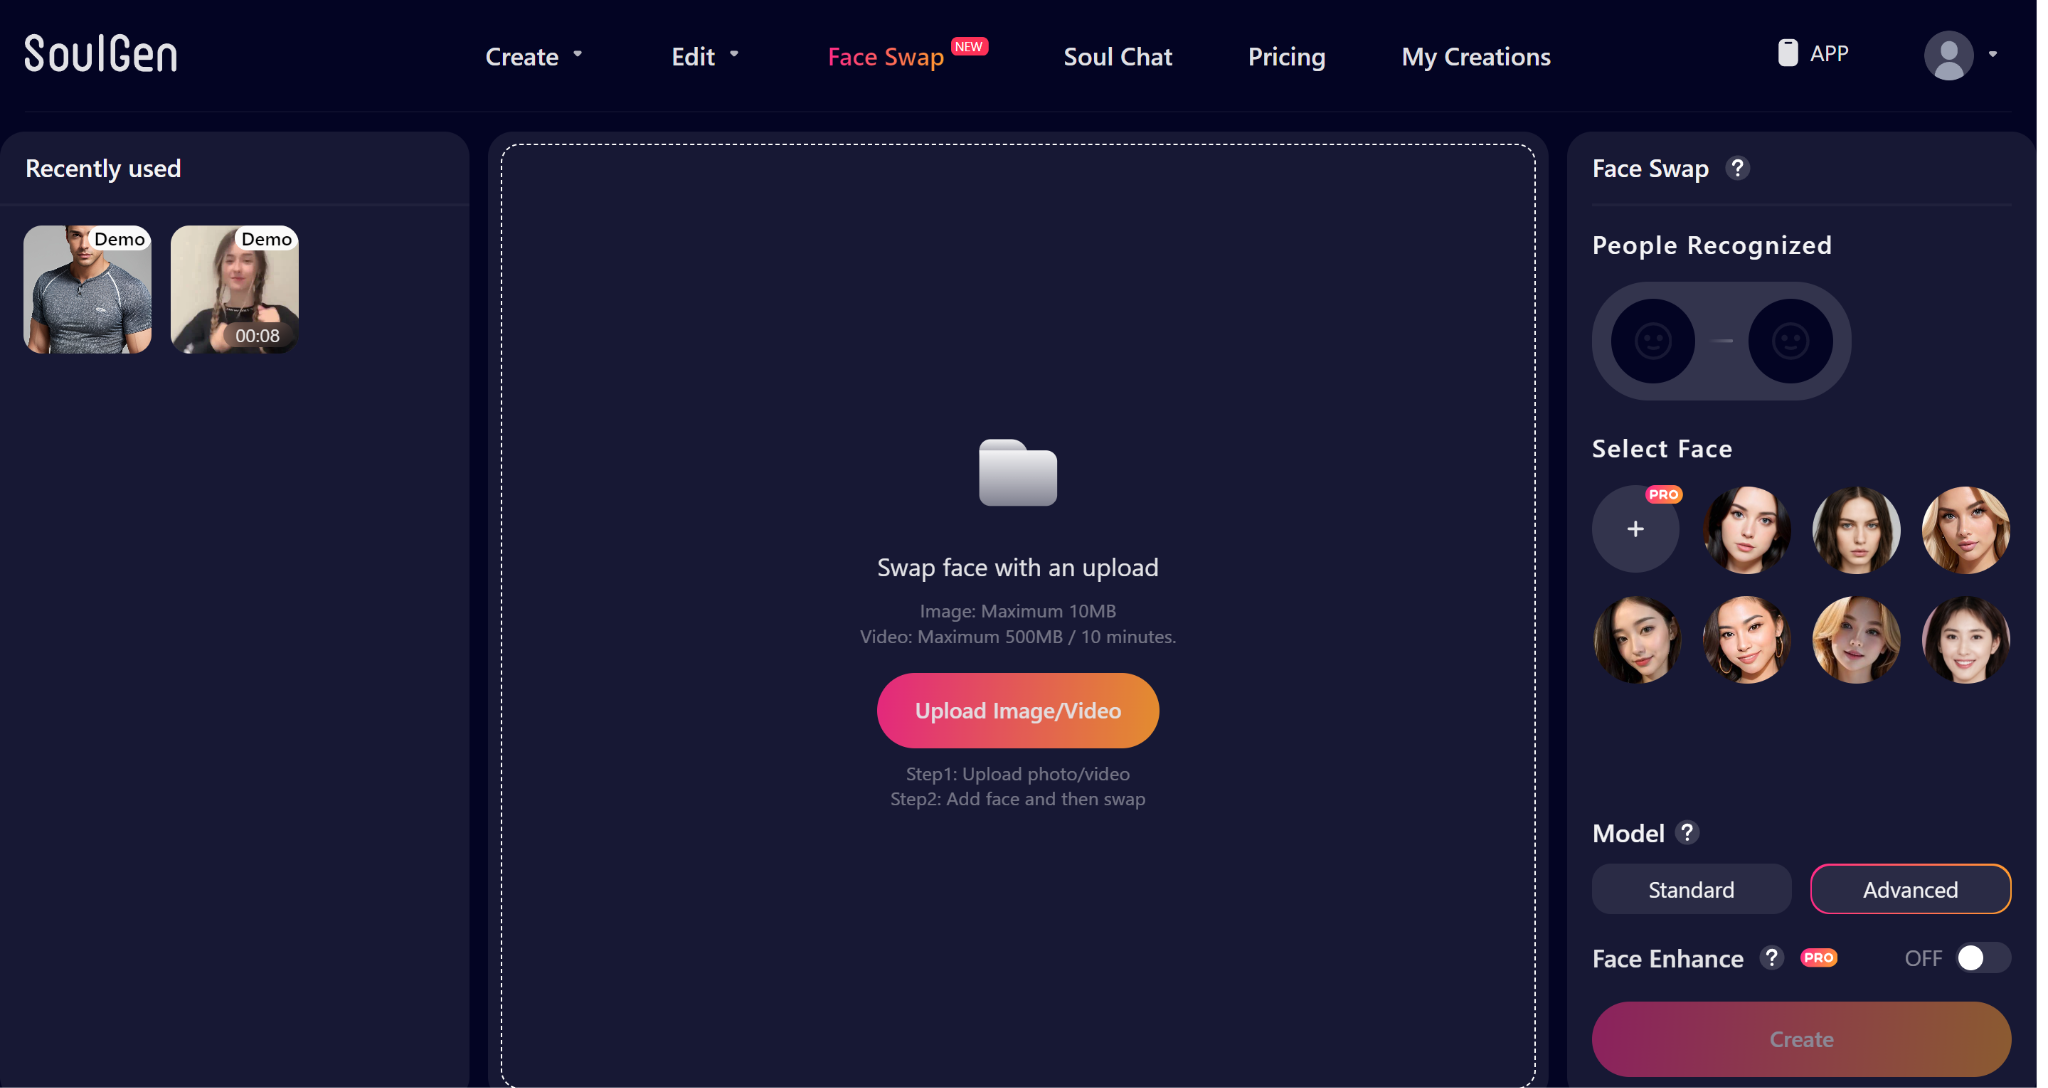 SoulGen
Create
Edit
Face Swap
NEW
Soul Chat
Pricing
My Creations
APP
Recently used
Demo
Demo
00:08
Swap face with an upload
Image: Maximum 10MB
Video: Maximum 500MB / 10 minutes.
Upload Image/Video
Step1: Upload photo/video
Step2: Add face and then swap
Face Swap ?
People Recognized
Select Face
PRO
+
Model ?
Standard
Advanced
Face Enhance ? PRO OFF
Create